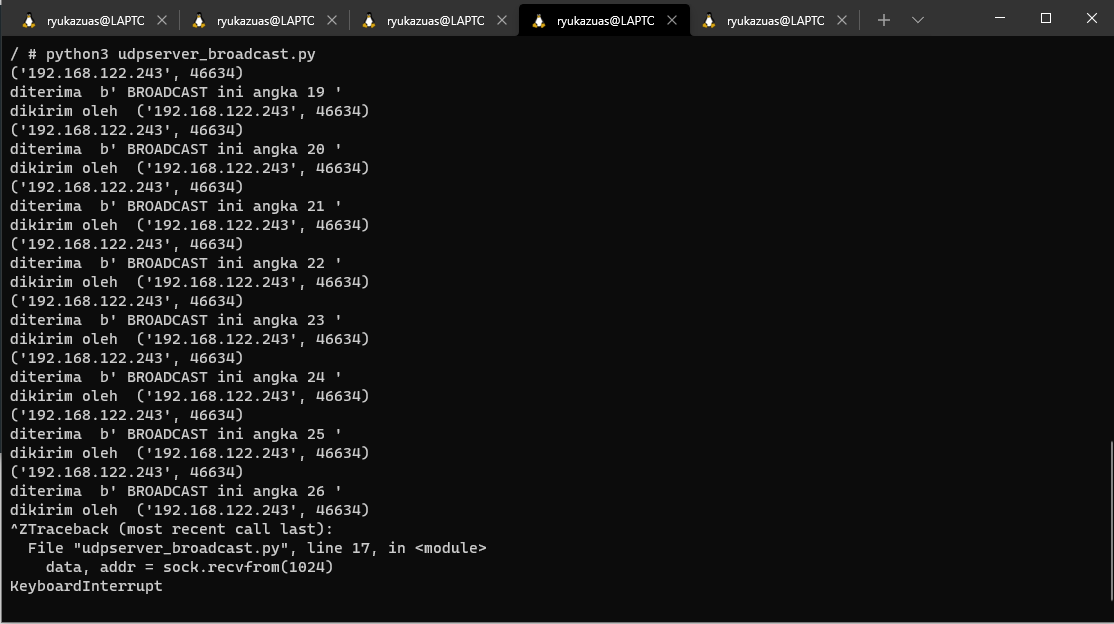 ryukazuas@LAPTC
ryukazuas@LAPTC
ryukazuas@LAPTC
ryukazuas@LAPTC
ryukazuas@LAPTC
/ # python3 udpserver_broadcast.py
('192.168.122.243', 46634)
diterima  b' BROADCAST ini angka 19 '
dikirim oleh  ('192.168.122.243', 46634)
('192.168.122.243', 46634)
diterima  b' BROADCAST ini angka 20 '
dikirim oleh  ('192.168.122.243', 46634)
('192.168.122.243', 46634)
diterima  b' BROADCAST ini angka 21 '
dikirim oleh  ('192.168.122.243', 46634)
('192.168.122.243', 46634)
diterima  b' BROADCAST ini angka 22 '
dikirim oleh  ('192.168.122.243', 46634)
('192.168.122.243', 46634)
diterima  b' BROADCAST ini angka 23 '
dikirim oleh  ('192.168.122.243', 46634)
('192.168.122.243', 46634)
diterima  b' BROADCAST ini angka 24 '
dikirim oleh  ('192.168.122.243', 46634)
('192.168.122.243', 46634)
diterima  b' BROADCAST ini angka 25 '
dikirim oleh  ('192.168.122.243', 46634)
('192.168.122.243', 46634)
diterima  b' BROADCAST ini angka 26 '
dikirim oleh  ('192.168.122.243', 46634)
^ZTraceback (most recent call last):
  File "udpserver_broadcast.py", line 17, in <module>
    data, addr = sock.recvfrom(1024)
KeyboardInterrupt